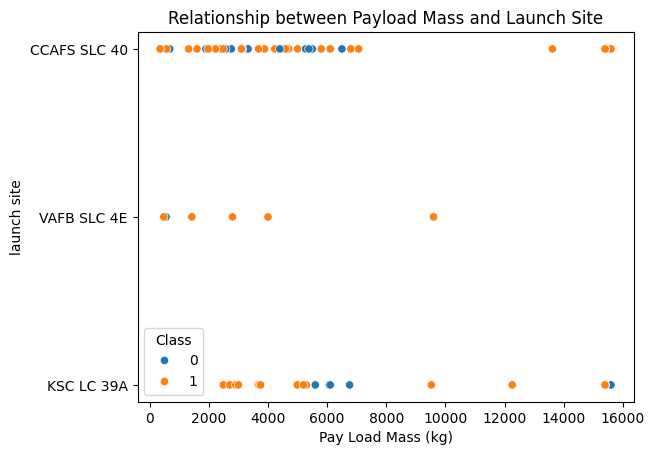 Relationship between Payload Mass and Launch Site
launch site
CCAFS SLC 40
VAFB SLC 4E
KSC LC 39A
Class
0
1
0 2000 4000 6000 8000 10000 12000 14000 16000
Pay Load Mass (kg)